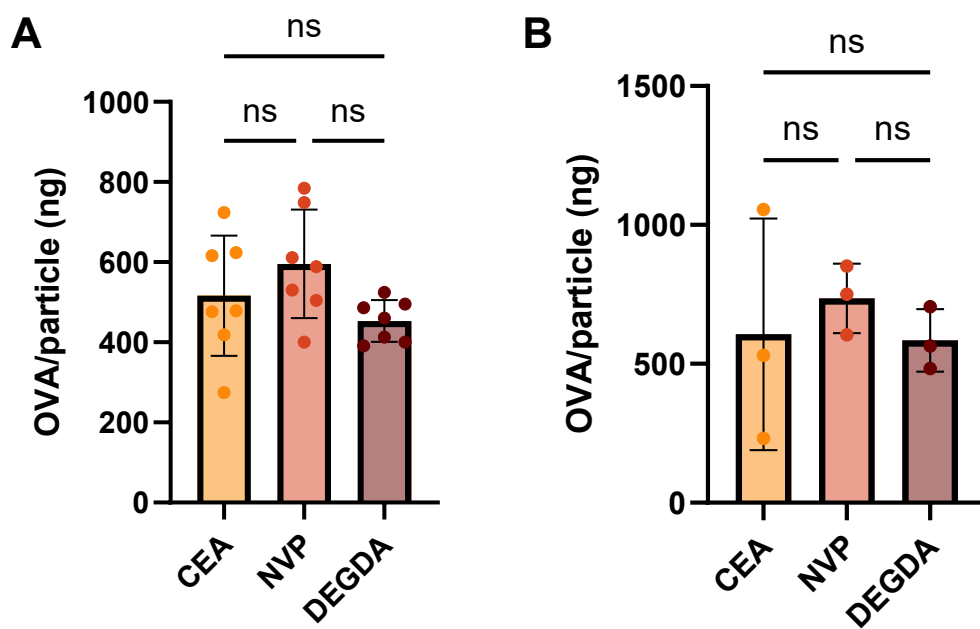 A
ns
ns
ns
OVA/particle (ng)
1000
800
600
400
200
0
CEA
NVP
DEGDA
B
ns
ns
ns
OVA/particle (ng)
1500
1000
500
0
CEA
NVP
DEGDA